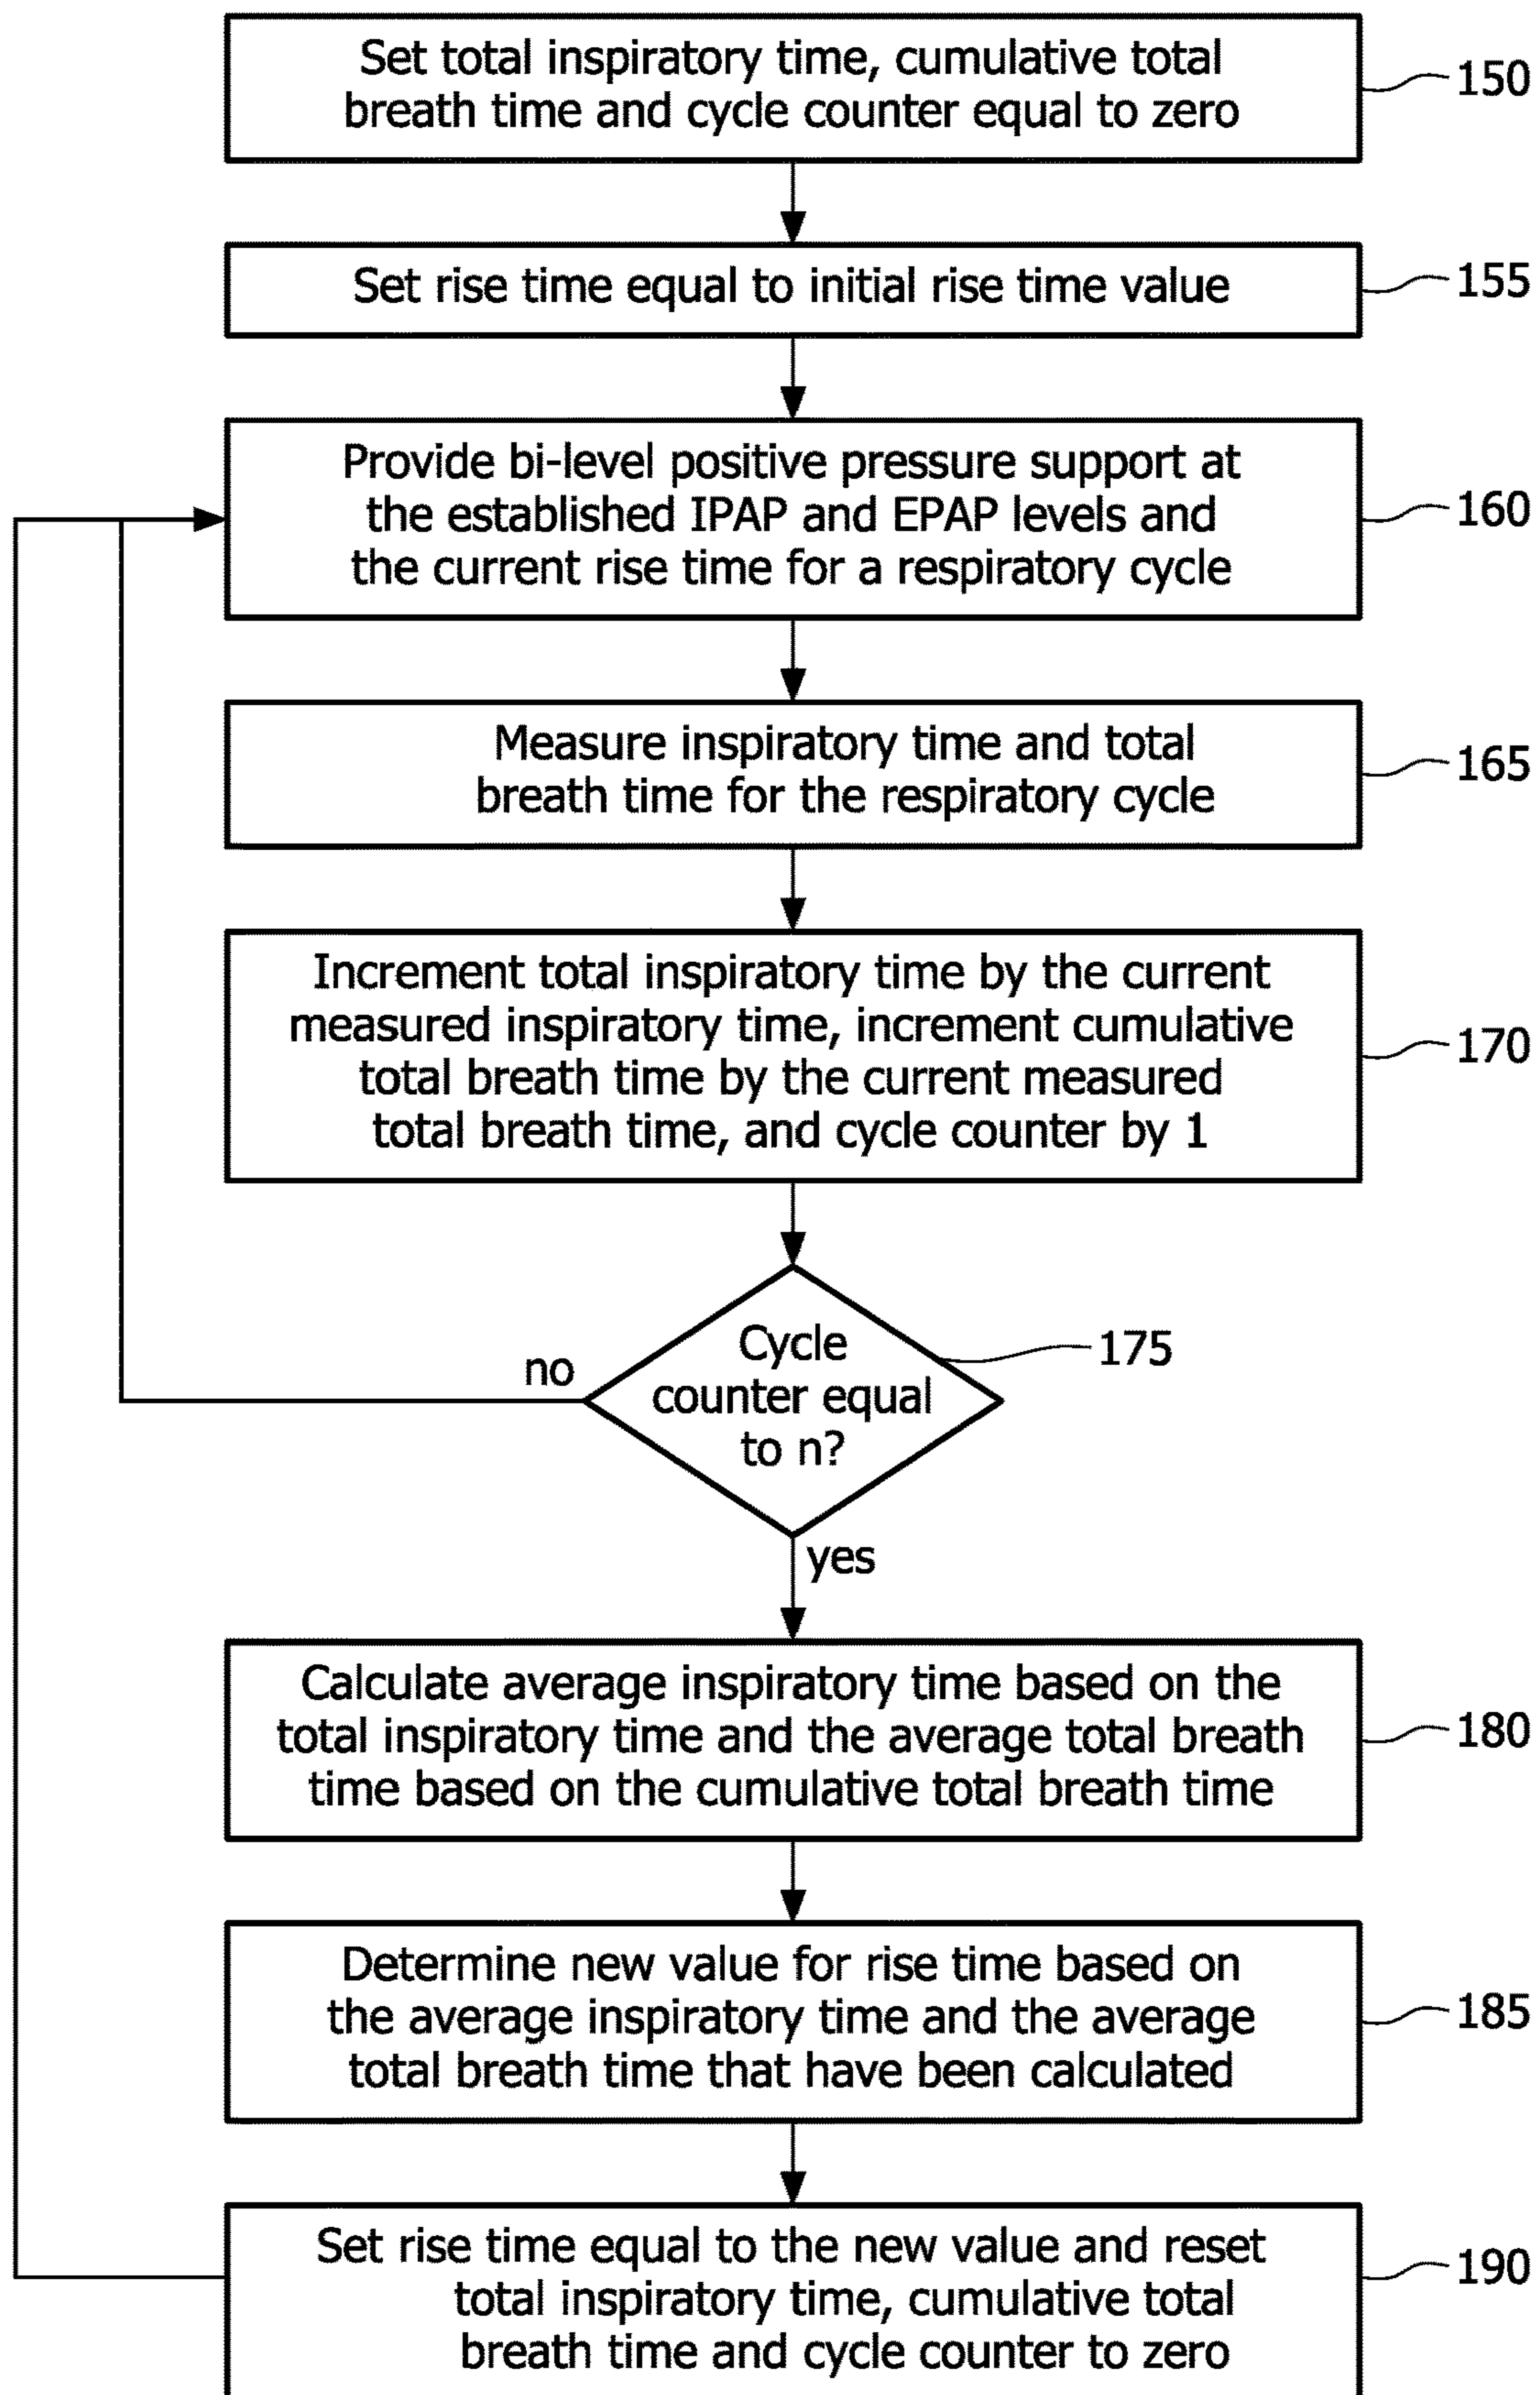 Set total inspiratory time, cumulative total
breath time and cycle counter equal to zero
150
Set rise time equal to initial rise time value
155
Provide bi-level positive pressure support at
the established IPAP and EPAP levels and
the current rise time for a respiratory cycle
160
Measure inspiratory time and total
breath time for the respiratory cycle
165
Increment total inspiratory time by the current
measured inspiratory time, increment cumulative
total breath time by the current measured
total breath time, and cycle counter by 1
170
Cycle
counter equal
to n?
175
no
yes
Calculate average inspiratory time based on the
total inspiratory time and the average total breath
time based on the cumulative total breath time
180
Determine new value for rise time based on
the average inspiratory time and the average
total breath time that have been calculated
185
Set rise time equal to the new value and reset
total inspiratory time, cumulative total
breath time and cycle counter to zero
190